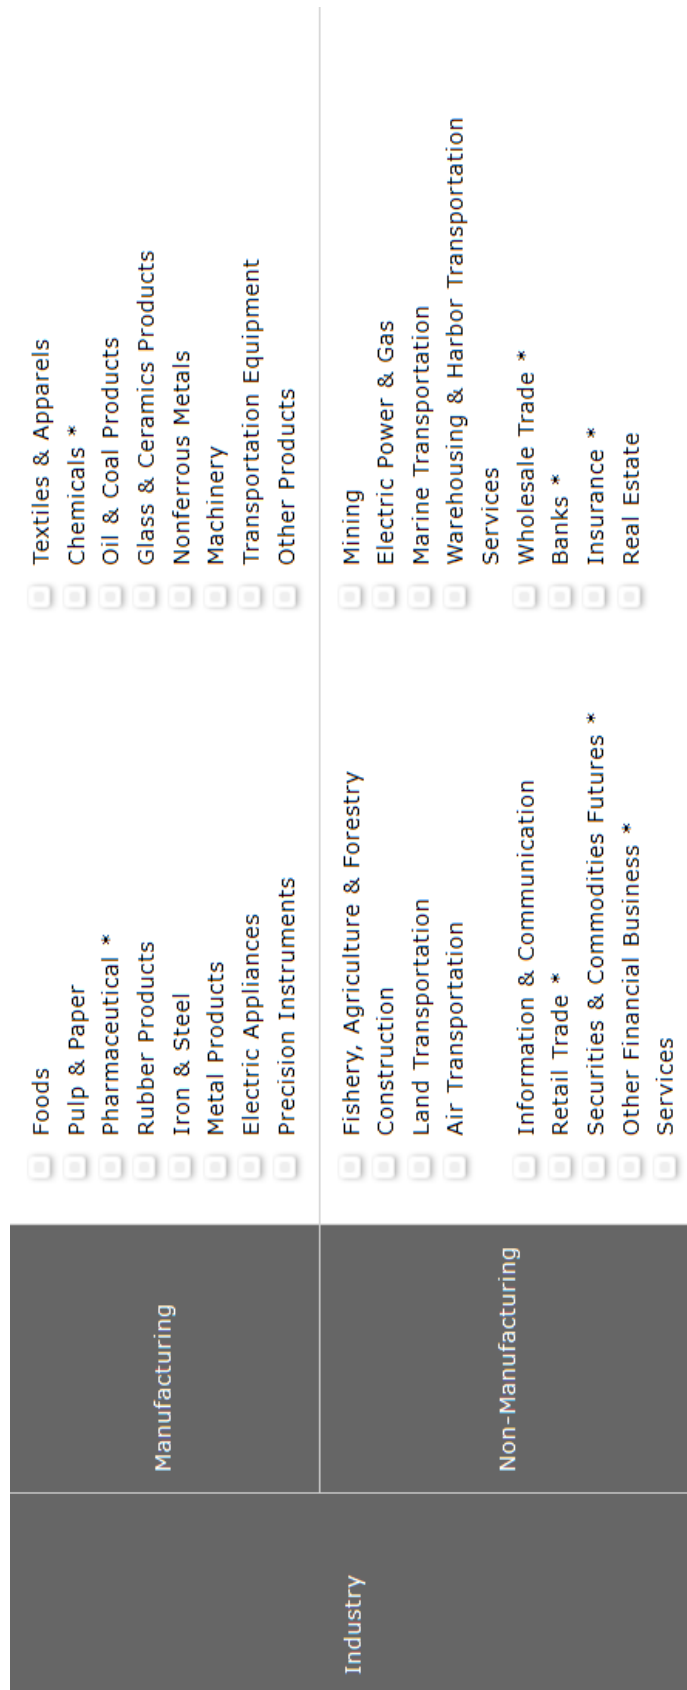 Industry
Manufacturing
Foods
Textiles & Apparels
Pulp & Paper
Chemicals *
Pharmaceutical *
Oil & Coal Products
Rubber Products
Glass & Ceramics Products
Iron & Steel
Nonferrous Metals
Metal Products
Machinery
Electric Appliances
Transportation Equipment
Precision Instruments
Other Products
Non-Manufacturing
Fishery, Agriculture & Forestry
Mining
Construction
Electric Power & Gas
Land Transportation
Marine Transportation
Air Transportation
Warehousing & Harbor Transportation
Services
Information & Communication
Wholesale Trade *
Retail Trade *
Banks *
Securities & Commodities Futures *
Insurance *
Other Financial Business *
Real Estate
Services